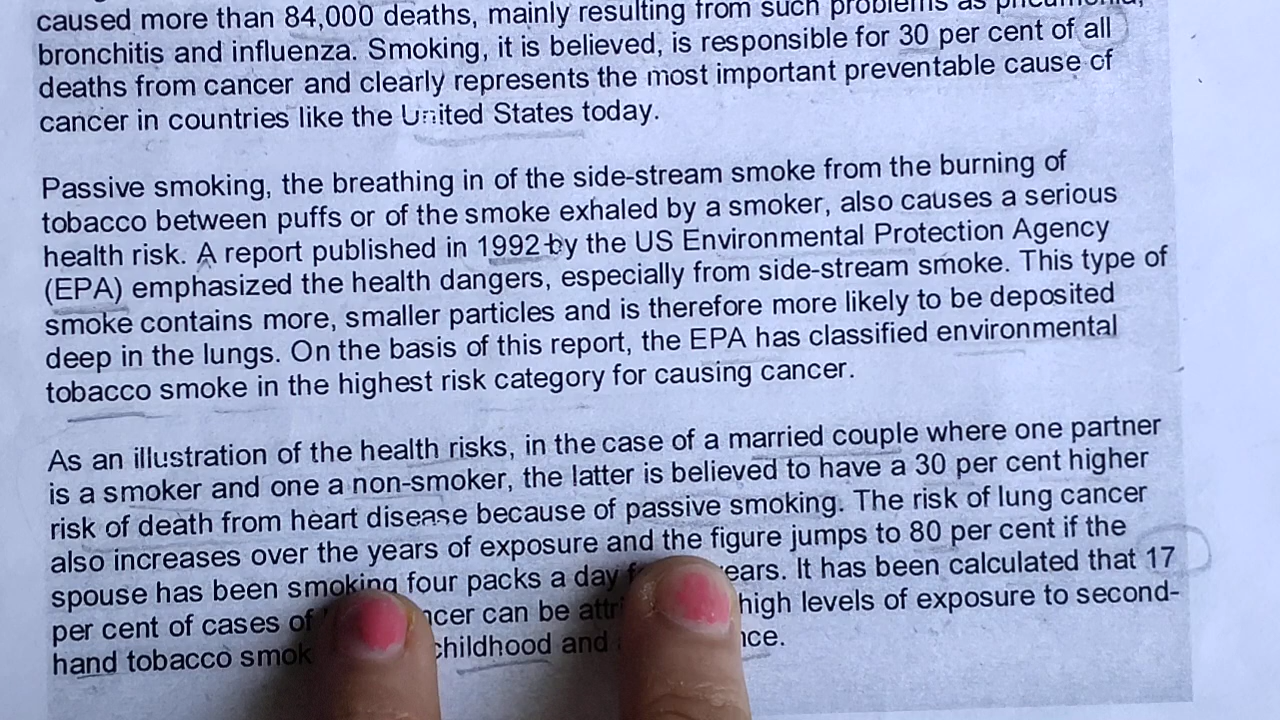 caused more than 84,000 deaths, mainly resulting from such problems as pneumonia,
bronchitis and influenza. Smoking, it is believed, is responsible for 30 per cent of all
deaths from cancer and clearly represents the most important preventable cause of
cancer in countries like the United States today.
Passive smoking, the breathing in of the side-stream smoke from the burning of
tobacco between puffs or of the smoke exhaled by a smoker, also causes a serious
health risk. A report published in 1992 by the US Environmental Protection Agency
(EPA) emphasized the health dangers, especially from side-stream smoke. This type of
smoke contains more, smaller particles and is therefore more likely to be deposited
deep in the lungs. On the basis of this report, the EPA has classified environmental
tobacco smoke in the highest risk category for causing cancer.
As an illustration of the health risks, in the case of a married couple where one partner
is a smoker and one a non-smoker, the latter is believed to have a 30 per cent higher
risk of death from heart disease because of passive smoking. The risk of lung cancer
also increases over the years of exposure and the figure jumps to 80 per cent if the
spouse has been smoking four packs a day years. It has been calculated that 17
per cent of cases of cancer can be high levels of exposure to second-
hand tobacco childhood and